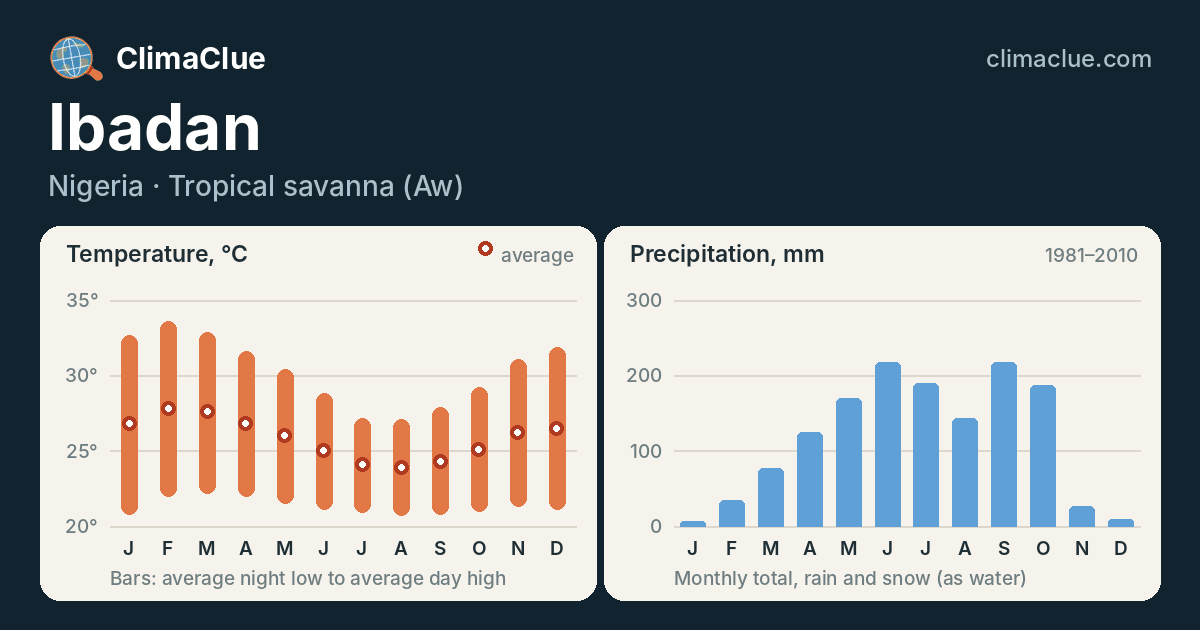 ClimaClue
climaclue.com
Ibadan
Nigeria · Tropical savanna (Aw)
Temperature, °C
average
35°
30°
25°
20°
J F M A M J J A S O N D
Bars: average night low to average day high
Precipitation, mm
1981–2010
300
200
100
0
J F M A M J J A S O N D
Monthly total, rain and snow (as water)